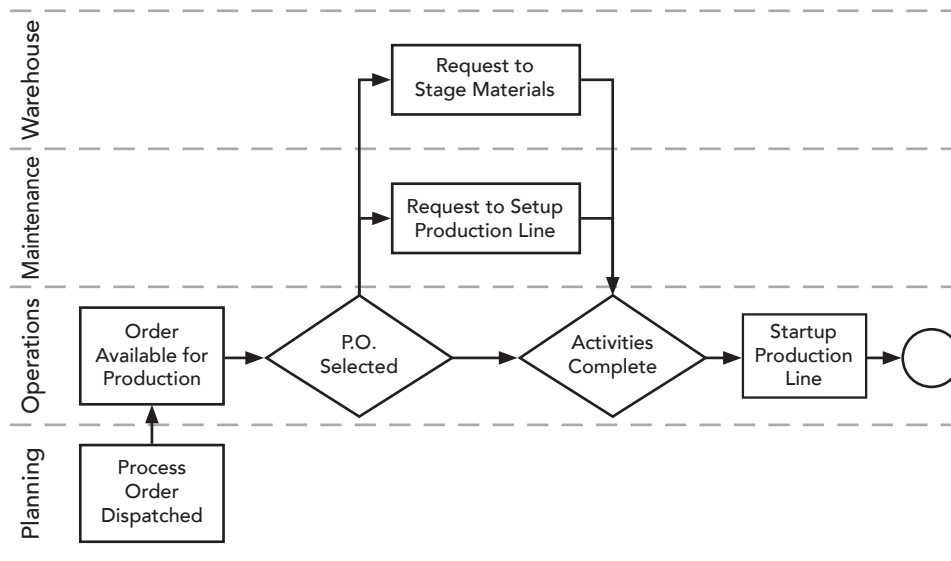 Warehouse
Request to
Stage Materials
Maintenance
Request to Setup
Production Line
Operations
Order
Available for
Production
P.O.
Selected
Activities
Complete
Startup
Production
Line
Planning
Process
Order
Dispatched